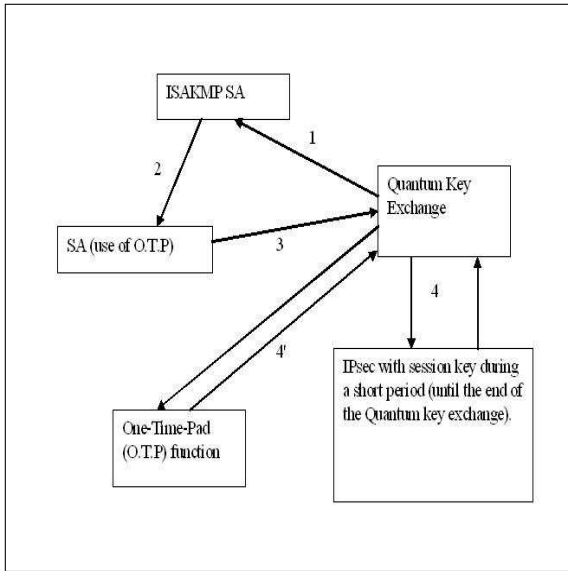 ISAKMP SA
1
2
Quantum Key
Exchange
SA (use of O.T.P)
3
4
4'
IPsec with session key during
a short period (until the end of
the Quantum key exchange).
One-Time-Pad
(O.T.P) function